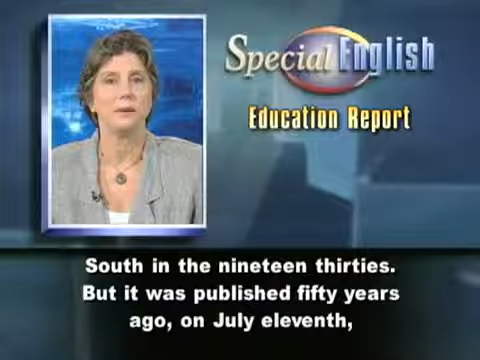 Special English
Education Report
South in the nineteen thirties.
But it was published fifty years
ago, on July eleventh,